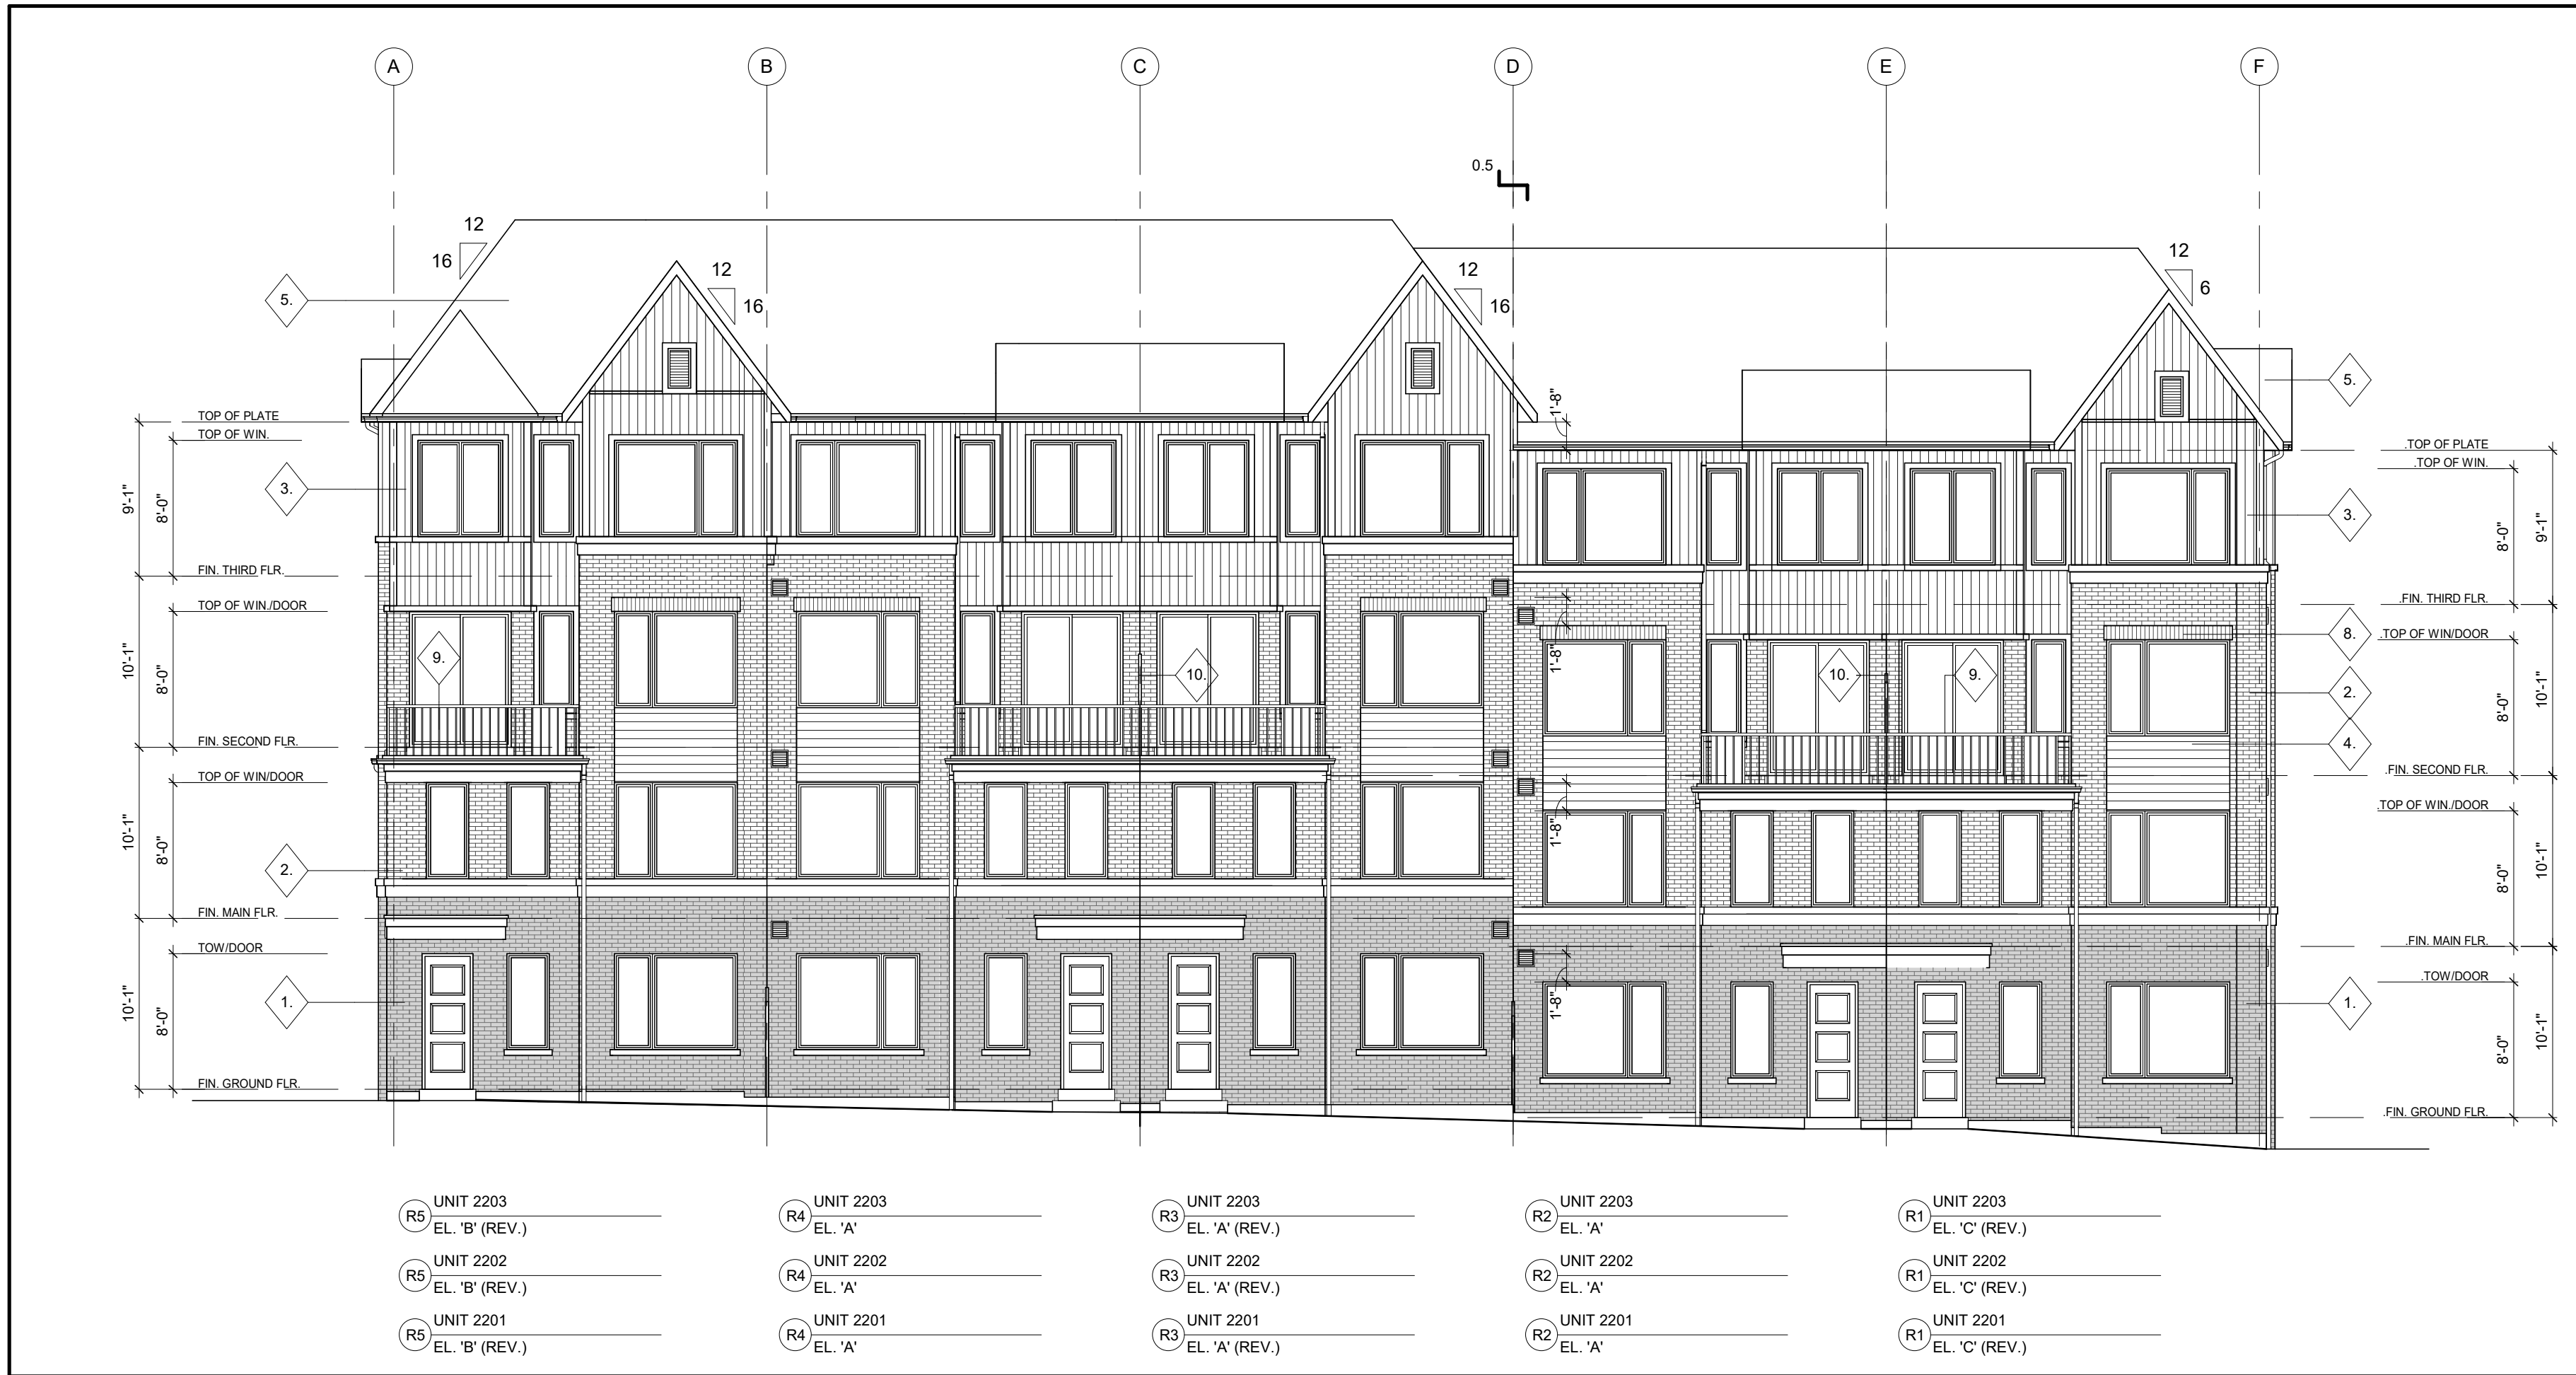 A
B
C
D
E
F
0.5
12
16
12
16
12
16
12
6
5.
5.
1'-8"
TOP OF PLATE
TOP OF WIN.
3.
9'-1"
8'-0"
FIN. THIRD FLR.
TOP OF WIN./DOOR
9.
10.
10'-1"
8'-0"
FIN. SECOND FLR.
TOP OF WIN/DOOR
10'-1"
8'-0"
2.
FIN. MAIN FLR.
TOW/DOOR
10'-1"
8'-0"
1.
FIN. GROUND FLR.
1'-8"
1'-8"
1'-8"
.TOP OF PLATE
.TOP OF WIN.
3.
8'-0"
9'-1"
.FIN. THIRD FLR.
.TOP OF WIN/DOOR
8.
10.
9.
2.
4.
8'-0"
10'-1"
.FIN. SECOND FLR.
.TOP OF WIN./DOOR
8'-0"
10'-1"
.FIN. MAIN FLR.
.TOW/DOOR
1.
8'-0"
10'-1"
.FIN. GROUND FLR.
R5 UNIT 2203
EL. 'B' (REV.)
R4 UNIT 2203
EL. 'A'
R3 UNIT 2203
EL. 'A' (REV.)
R2 UNIT 2203
EL. 'A'
R1 UNIT 2203
EL. 'C' (REV.)
R5 UNIT 2202
EL. 'B' (REV.)
R4 UNIT 2202
EL. 'A'
R3 UNIT 2202
EL. 'A' (REV.)
R2 UNIT 2202
EL. 'A'
R1 UNIT 2202
EL. 'C' (REV.)
R5 UNIT 2201
EL. 'B' (REV.)
R4 UNIT 2201
EL. 'A'
R3 UNIT 2201
EL. 'A' (REV.)
R2 UNIT 2201
EL. 'A'
R1 UNIT 2201
EL. 'C' (REV.)